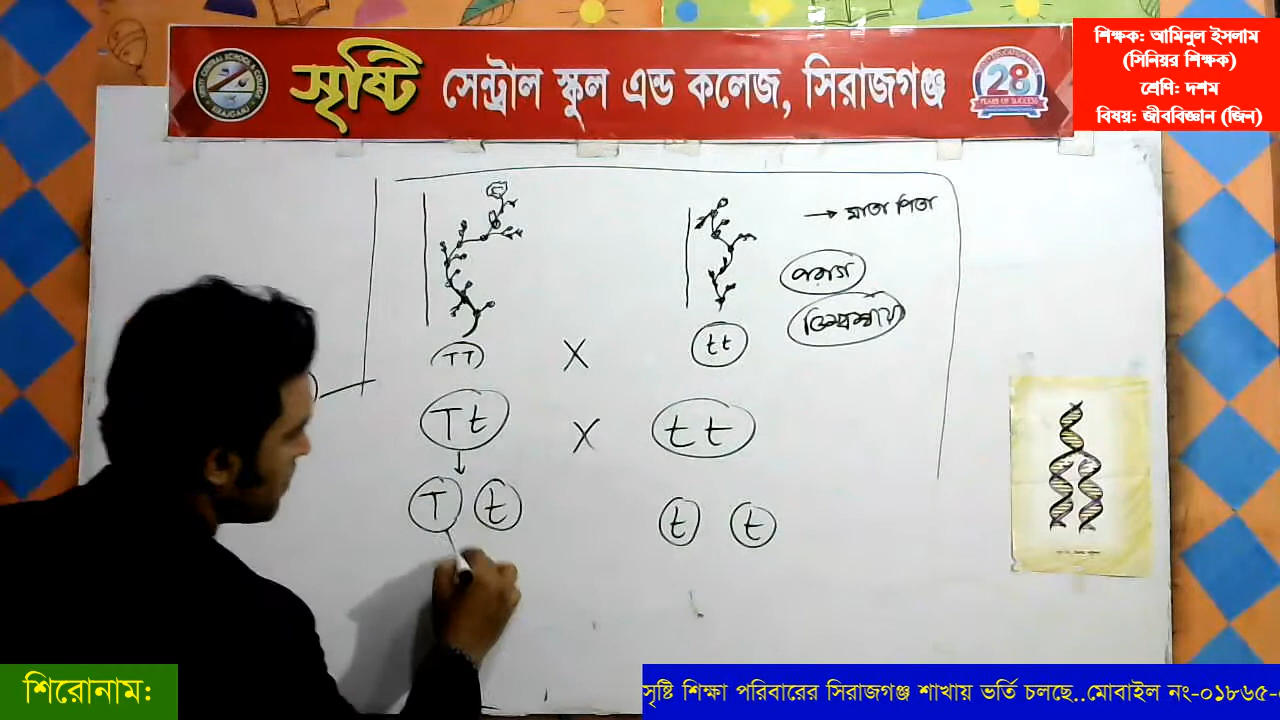 সৃষ্টি সেন্ট্রাল স্কুল এন্ড কলেজ, সিরাজগঞ্জ
28
YEARS OF SUCCESS
শিক্ষক: আমিনুল ইসলাম
(সিনিয়র শিক্ষক)
শ্রেণি: দশম
বিষয়: জীববিজ্ঞান (জিন)
→ মাতা পিতা
পরাগ
TT X tt
Tt X tt
T t t t
শিরোনাম:
সৃষ্টি শিক্ষা পরিবারের সিরাজগঞ্জ শাখায় ভর্তি চলছে..মোবাইল নং-০১৮৬৫-